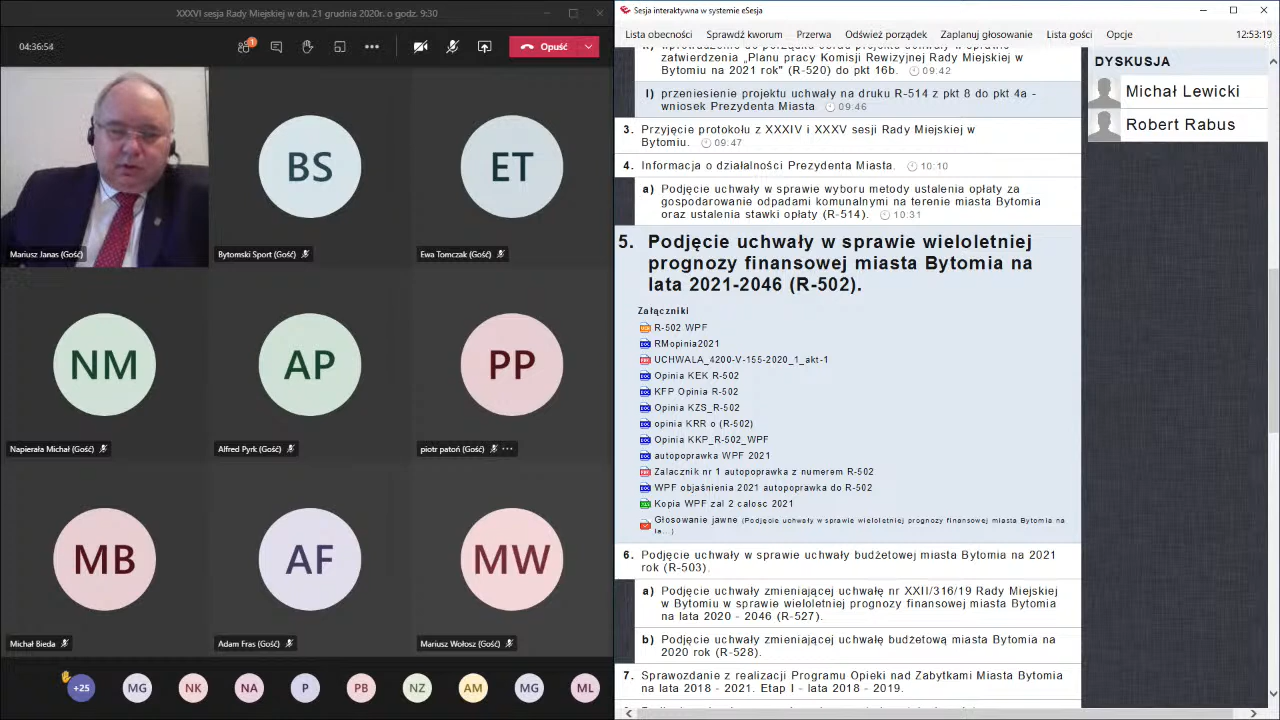 XXXVI sesja Rady Miejskiej w dn. 21 grudnia 2020r. o godz. 9:30
04:36:54
1
Opuść
Mariusz Janas (Gość)
BS
Bytomski Sport (Gość)
ET
Ewa Tomczak (Gość)
NM
Napierała Michał (Gość)
AP
Alfred Pyrk (Gość)
PP
piotr patoń (Gość)
MB
Michał Bieda
AF
Adam Fras (Gość)
MW
Mariusz Wołosz (Gość)
+25
MG
NK
NA
P
PB
NZ
AM
MG
ML
Sesja interaktywna w systemie eSesja
Lista obecności Sprawdź kworum Przerwa Odśwież porządek Zaplanuj głosowanie Lista gości Opcje 12:53:19
zatwierdzenia „Planu pracy Komisji Rewizyjnej Rady Miejskiej w
Bytomiu na 2021 rok" (R-520) do pkt 16b. 09:42
l) przeniesienie projektu uchwały na druku R-514 z pkt 8 do pkt 4a -
wniosek Prezydenta Miasta 09:46
3. Przyjęcie protokołu z XXXIV i XXXV sesji Rady Miejskiej w
Bytomiu. 09:47
4. Informacja o działalności Prezydenta Miasta. 10:10
a) Podjęcie uchwały w sprawie wyboru metody ustalenia opłaty za
gospodarowanie odpadami komunalnymi na terenie miasta Bytomia
oraz ustalenia stawki opłaty (R-514). 10:31
5. Podjęcie uchwały w sprawie wieloletniej
prognozy finansowej miasta Bytomia na
lata 2021-2046 (R-502).
Załączniki
R-502 WPF
RMopinia2021
UCHWALA_4200-V-155-2020_1_akt-1
Opinia KEK R-502
KFP Opinia R-502
Opinia KZS_R-502
opinia KRR o (R-502)
Opinia KKP_R-502_WPF
autopoprawka WPF 2021
Zalacznik nr 1 autopoprawka z numerem R-502
WPF objaśnienia 2021 autopoprawka do R-502
Kopia WPF zal 2 calosc 2021
Głosowanie jawne (Podjęcie uchwały w sprawie wieloletniej prognozy finansowej miasta Bytomia na
la...)
6. Podjęcie uchwały w sprawie uchwały budżetowej miasta Bytomia na 2021
rok (R-503).
a) Podjęcie uchwały zmieniającej uchwałę nr XXII/316/19 Rady Miejskiej
w Bytomiu w sprawie wieloletniej prognozy finansowej miasta Bytomia
na lata 2020 - 2046 (R-527).
b) Podjęcie uchwały zmieniającej uchwałę budżetową miasta Bytomia na
2020 rok (R-528).
7. Sprawozdanie z realizacji Programu Opieki nad Zabytkami Miasta Bytomia
na lata 2018 - 2021. Etap I - lata 2018 - 2019.
DYSKUSJA
Michał Lewicki
Robert Rabus